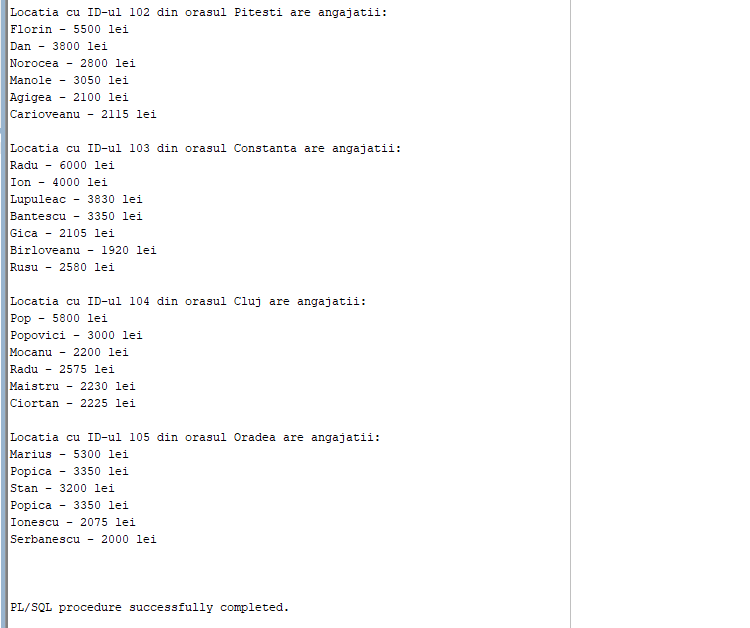 Locatia cu ID-ul 102 din orasul Pitesti are angajatii:
Florin - 5500 lei
Dan - 3800 lei
Norocea - 2800 lei
Manole - 3050 lei
Agigea - 2100 lei
Carioveanu - 2115 lei
Locatia cu ID-ul 103 din orasul Constanta are angajatii:
Radu - 6000 lei
Ion - 4000 lei
Lupuleac - 3830 lei
Bantescu - 3350 lei
Gica - 2105 lei
Birloveanu - 1920 lei
Rusu - 2580 lei
Locatia cu ID-ul 104 din orasul Cluj are angajatii:
Pop - 5800 lei
Popovici - 3000 lei
Mocanu - 2200 lei
Radu - 2575 lei
Maistru - 2230 lei
Ciortan - 2225 lei
Locatia cu ID-ul 105 din orasul Oradea are angajatii:
Marius - 5300 lei
Popica - 3350 lei
Stan - 3200 lei
Popica - 3350 lei
Ionescu - 2075 lei
Serbanescu - 2000 lei
PL/SQL procedure successfully completed.